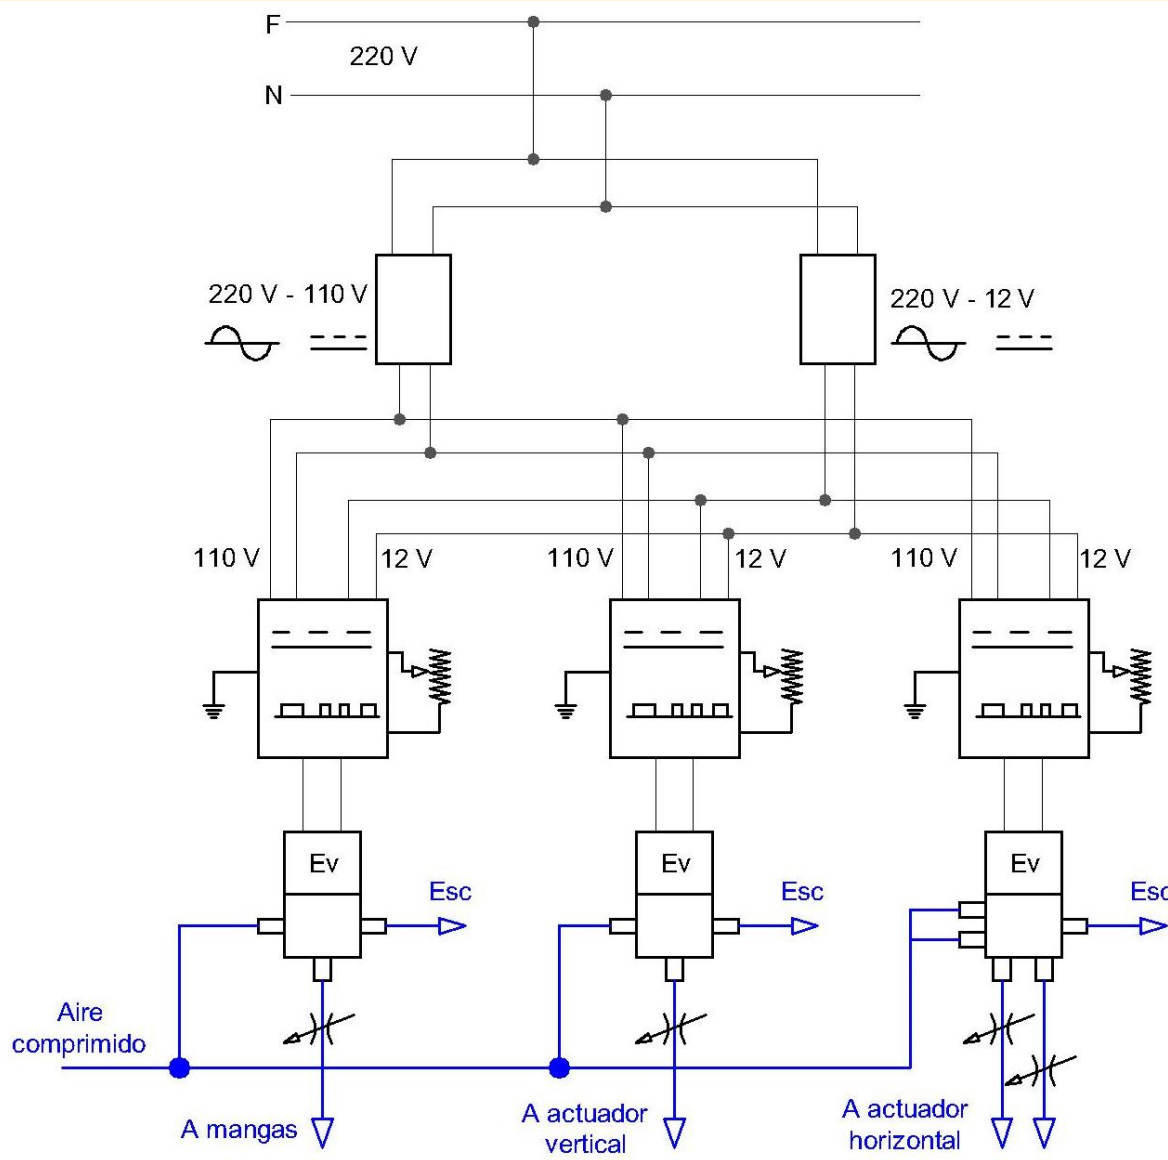 F
220 V
N
220 V - 110 V
220 V - 12 V
110 V
12 V
110 V
12 V
110 V
12 V
Ev
Ev
Ev
Esc
Esc
Esc
Aire
comprimido
A mangas
A actuador
vertical
A actuador
horizontal